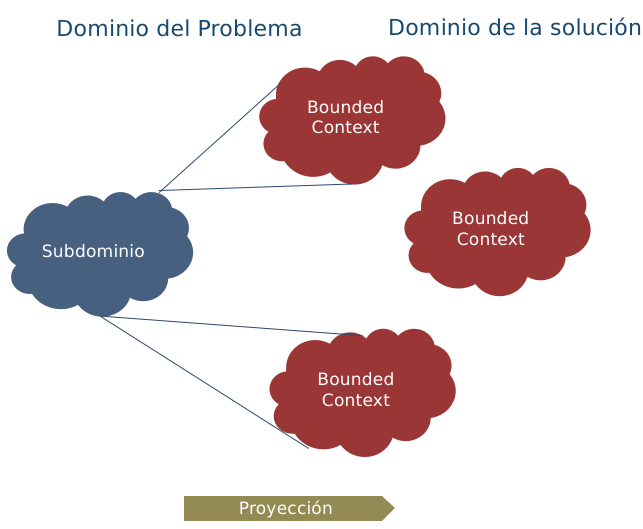 Dominio del Problema
Dominio de la solución
Bounded
Context
Bounded
Context
Subdominio
Bounded
Context
Proyección